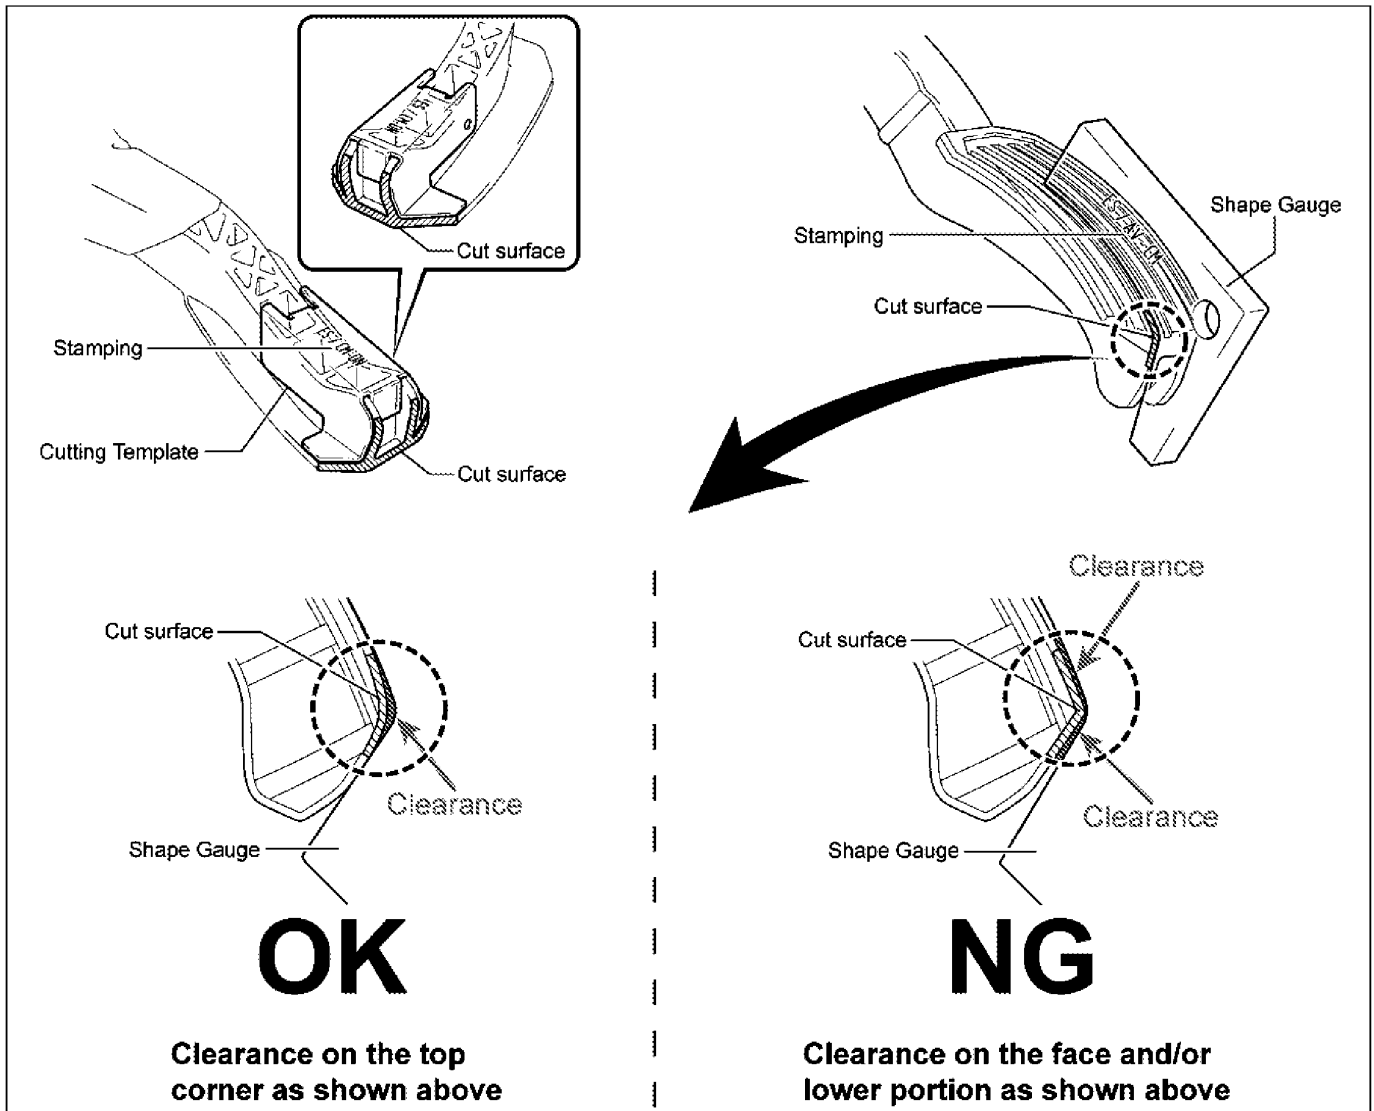 Cut surface
Stamping
Cutting Template
Cut surface
Stamping
Cut surface
Shape Gauge
Cut surface
Clearance
Shape Gauge
OK
Clearance on the top
corner as shown above
Clearance
Cut surface
Clearance
Shape Gauge
NG
Clearance on the face and/or
lower portion as shown above